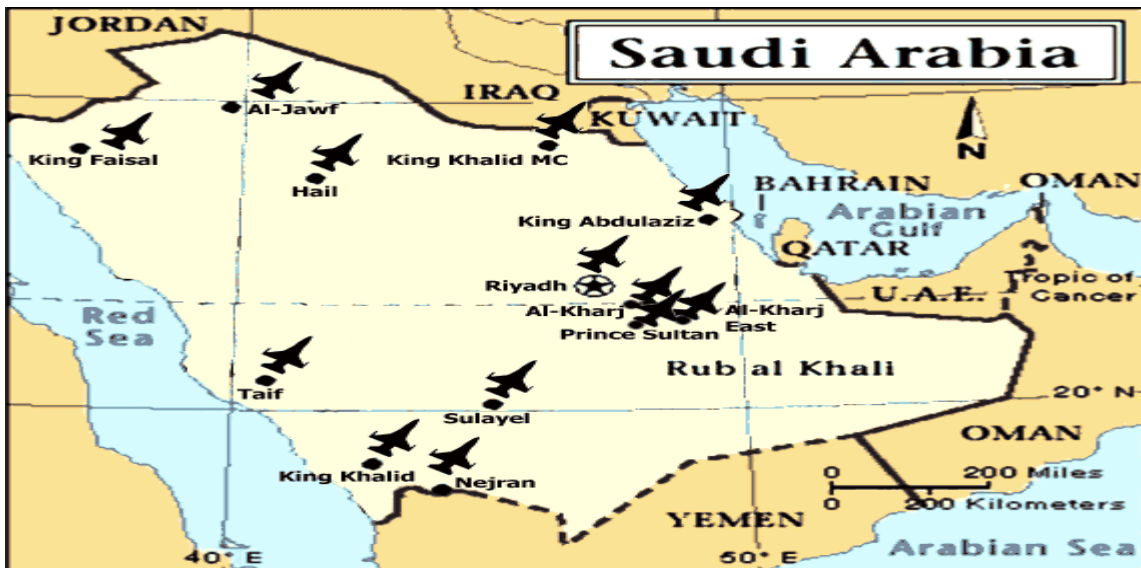 JORDAN
Saudi Arabia
IRAQ
Al-Jawf
KUWAIT
King Faisal
King Khalid MC
N
Hail
BAHRAIN
OMAN
King Abdulaziz
Arabian
Gulf
QATAR
Riyadh
Tropic of
Cancer
U.A.E.
Al-Kharj
Al-Kharj
East
Prince Sultan
Red
Sea
Rub al Khali
Taif
20° N
Sulayel
OMAN
King Khalid
Nejran
0 200 Miles
0 200 Kilometers
YEMEN
Arabian Sea
40° E
50° E